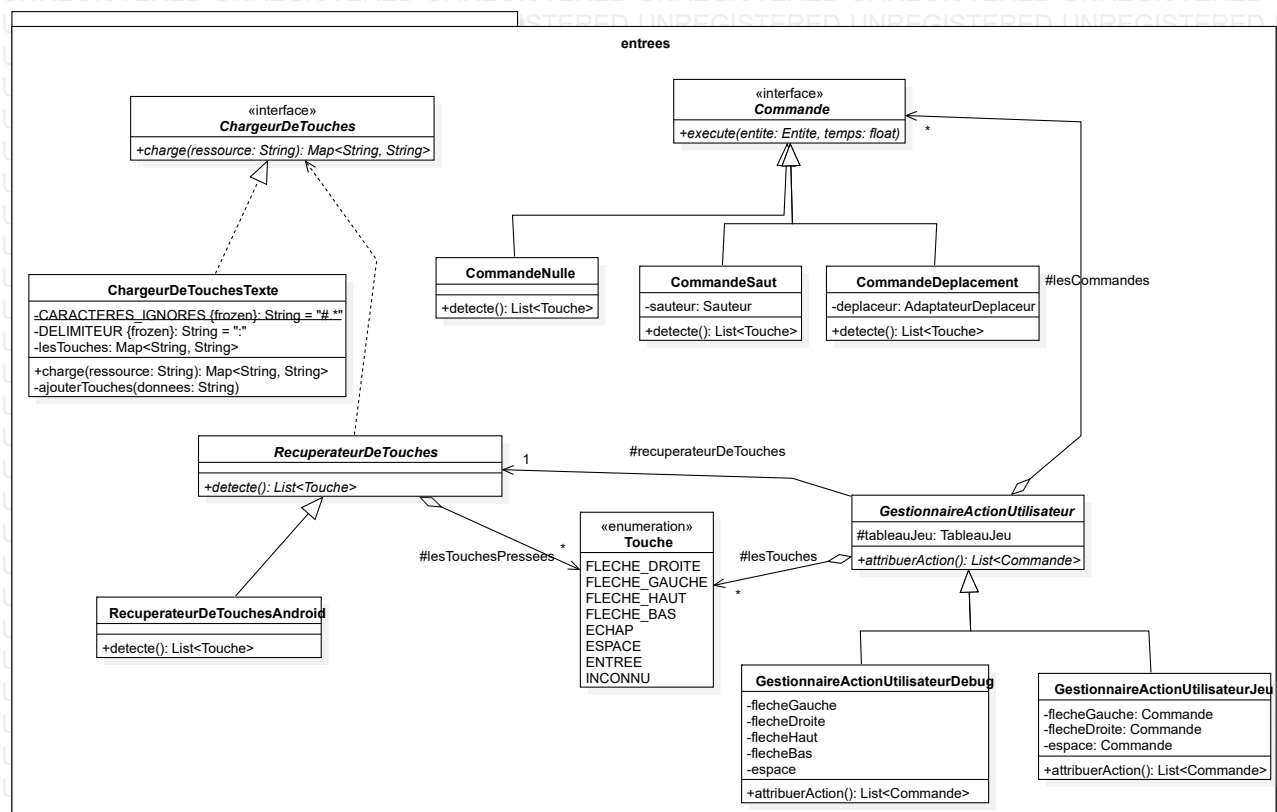 UNREGISTERED UNREGISTERED UNREGISTERED UNREGISTERED UNREGISTERED
STERED UNREGISTERED UNREGISTERED UNREGISTERED
entrees
«interface»
ChargeurDeTouches
+charge(ressource: String): Map<String, String>
«interface»
Commande
+execute(entite: Entite, temps: float)
*
CommandeNulle
+detecte(): List<Touche>
CommandeSaut
-sauteur: Sauteur
+detecte(): List<Touche>
CommandeDeplacement
-deplaceur: AdaptateurDeplaceur
+detecte(): List<Touche>
#lesCommandes
ChargeurDeTouchesTexte
-CARACTERES_IGNORES {frozen}: String = "#.*"
-DELIMITEUR {frozen}: String = ":"
-lesTouches: Map<String, String>
+charge(ressource: String): Map<String, String>
-ajouterTouches(donnees: String)
RecuperateurDeTouches
+detecte(): List<Touche>
1
#recuperateurDeTouches
GestionnaireActionUtilisateur
#tableauJeu: TableauJeu
+attribuerAction(): List<Commande>
#lesTouchesPressees
*
«enumeration»
Touche
FLECHE_DROITE
FLECHE_GAUCHE
FLECHE_HAUT
FLECHE_BAS
ECHAP
ESPACE
ENTREE
INCONNU
#lesTouches
*
RecuperateurDeTouchesAndroid
+detecte(): List<Touche>
GestionnaireActionUtilisateurDebug
-flecheGauche
-flecheDroite
-flecheHaut
-flecheBas
-espace
+attribuerAction(): List<Commande>
GestionnaireActionUtilisateurJeu
-flecheGauche: Commande
-flecheDroite: Commande
-espace: Commande
+attribuerAction(): List<Commande>